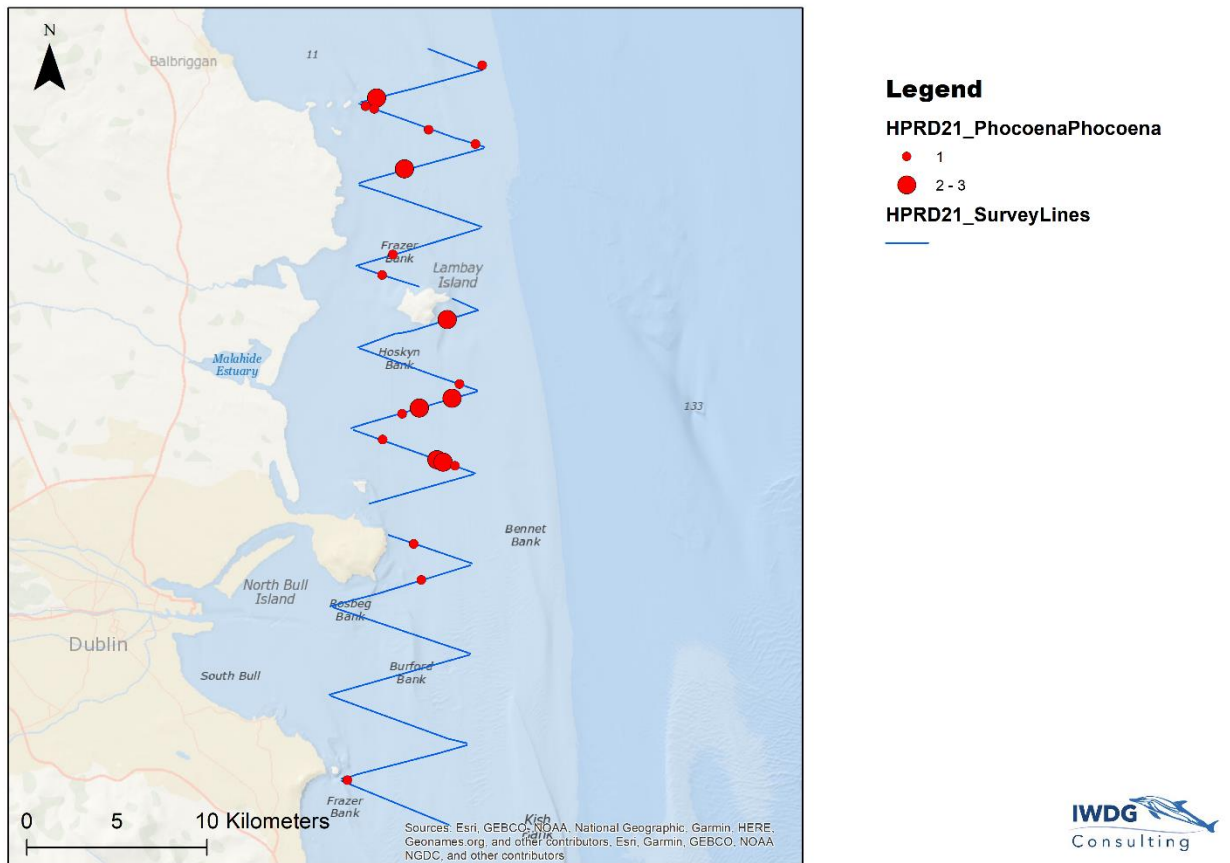 N
Balbriggan
11
Frazer
Bank
Lambay
Island
Hoskyn
Bank
Malahide
Estuary
133
Bennet
Bank
North Bull
Island
Rosbeg
Bank
Dublin
South Bull
Burford
Bank
Frazer
Bank
Kish
Bank
0 5 10 Kilometers
Sources: Esri, GEBCO, NOAA, National Geographic, Garmin, HERE,
Geonames.org, and other contributors, Esri, Garmin, GEBCO, NOAA
NGDC, and other contributors
Legend
HPRD21_PhocoenaPhocoena
1
2 - 3
HPRD21_SurveyLines
IWDG
Consulting